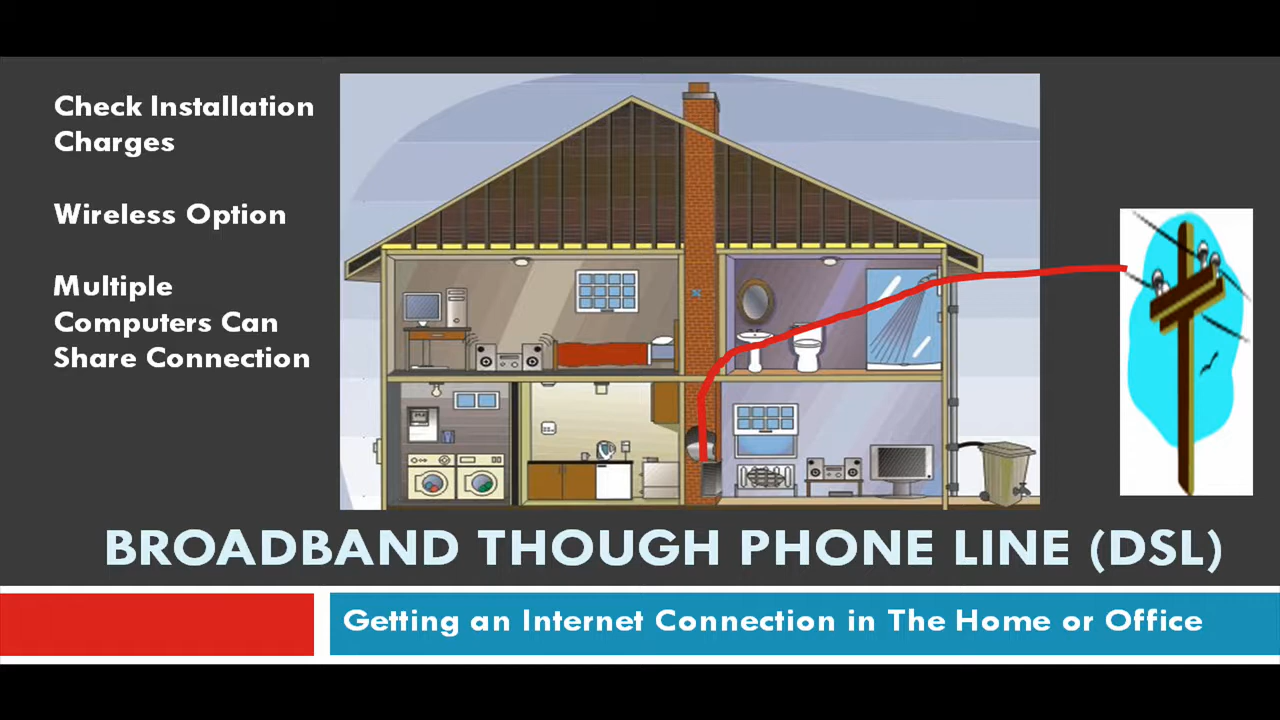 Check Installation
Charges
Wireless Option
Multiple
Computers Can
Share Connection
BROADBAND THOUGH PHONE LINE (DSL)
Getting an Internet Connection in The Home or Office